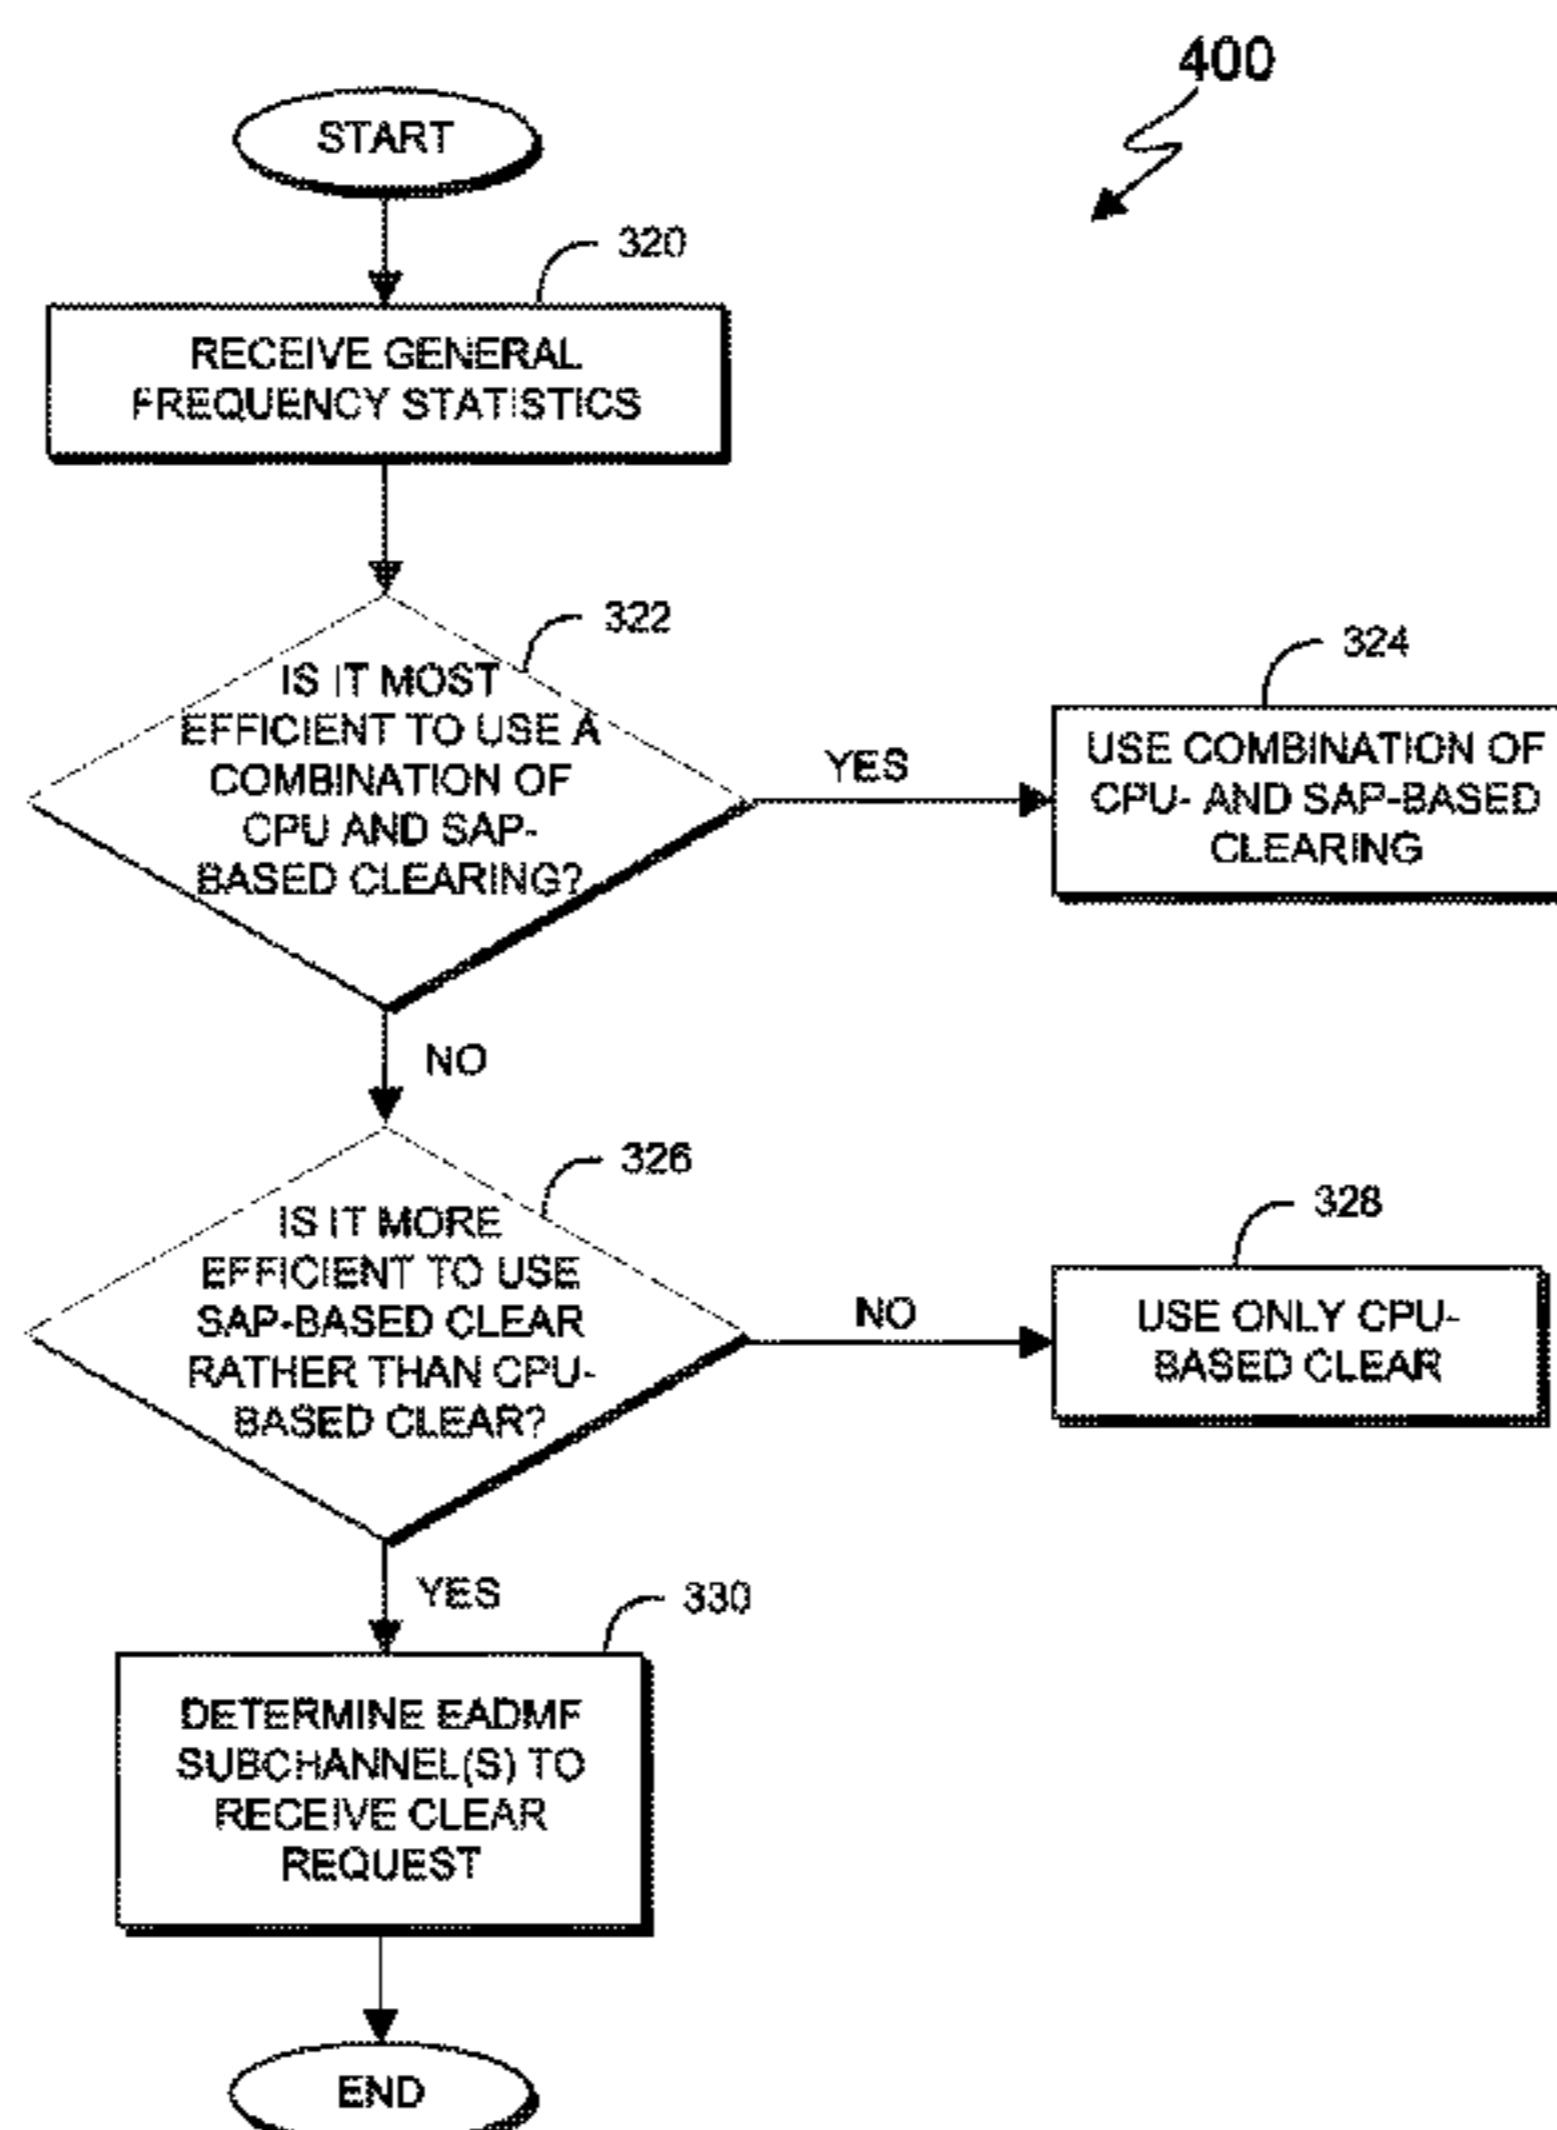 400
START
320
RECEIVE GENERAL
FREQUENCY STATISTICS
322
IS IT MOST
EFFICIENT TO USE A
COMBINATION OF
CPU AND SAP-
BASED CLEARING?
YES
324
USE COMBINATION OF
CPU- AND SAP-BASED
CLEARING
NO
326
IS IT MORE
EFFICIENT TO USE
SAP-BASED CLEAR
RATHER THAN CPU-
BASED CLEAR?
NO
328
USE ONLY CPU-
BASED CLEAR
YES
330
DETERMINE EADMF
SUBCHANNEL(S) TO
RECEIVE CLEAR
REQUEST
END